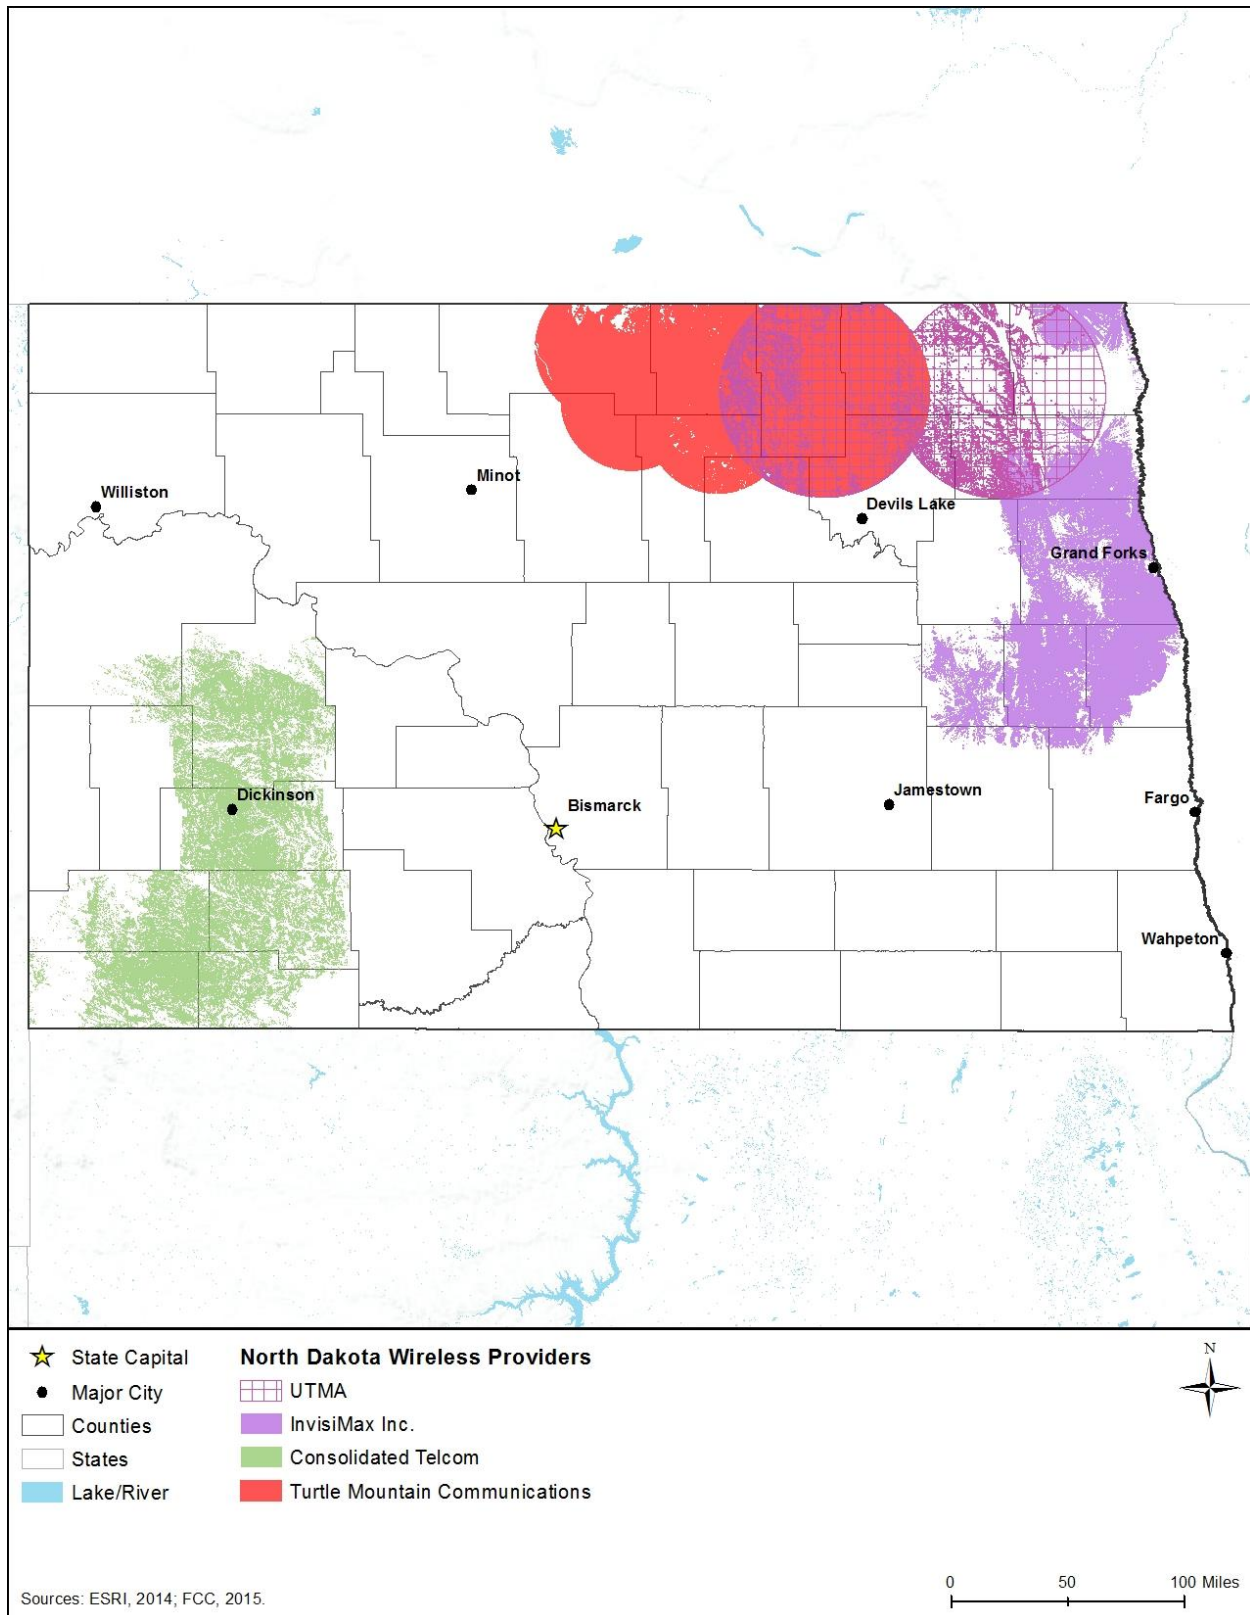 Minot
Williston
Devils Lake
Grand Forks
Dickinson
Bismarck
Jamestown
Fargo
Wahpeton
State Capital
Major City
Counties
States
Lake/River
North Dakota Wireless Providers
UTMA
InvisiMax Inc.
Consolidated Telcom
Turtle Mountain Communications
N
0 50 100 Miles
Sources: ESRI, 2014; FCC, 2015.